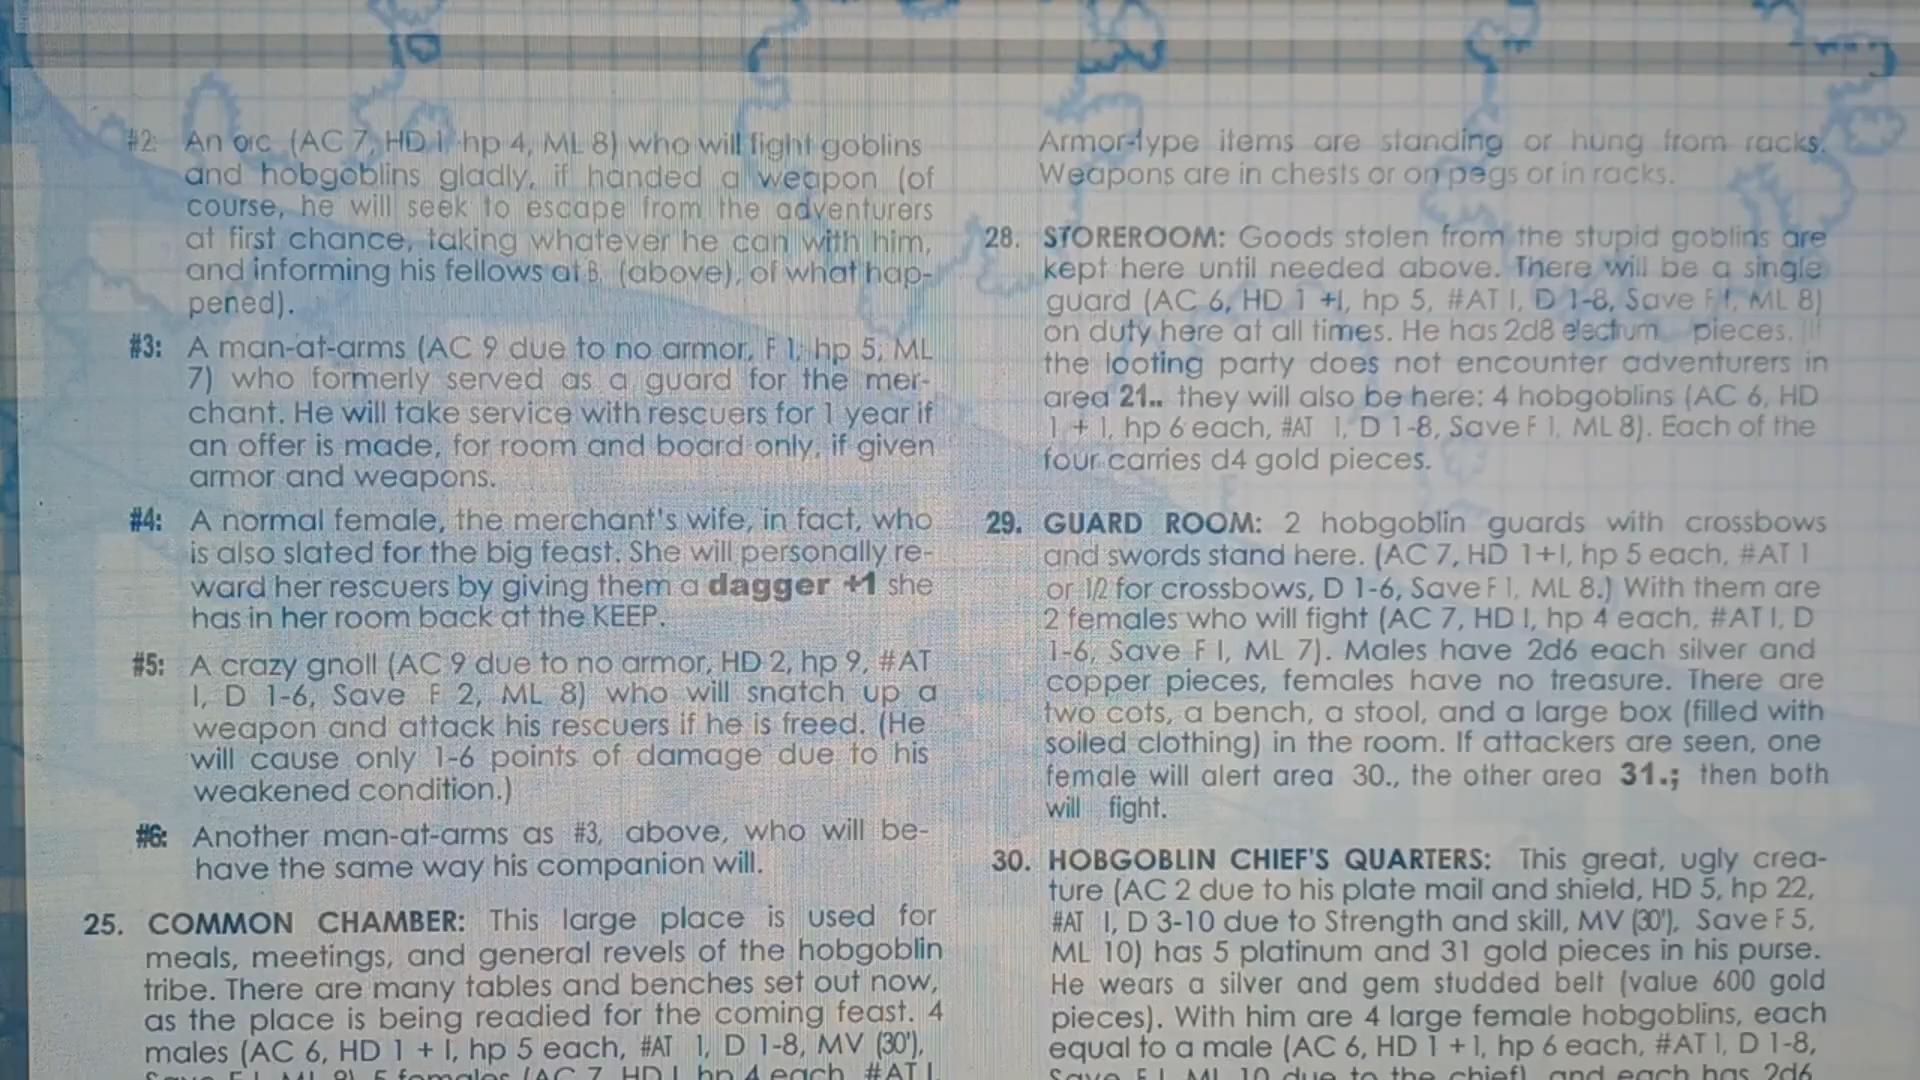 #2: An orc (AC 7, HD 1, hp 4, ML 8) who will fight goblins
and hobgoblins gladly, if handed a weapon (of
course, he will seek to escape from the adventurers
at first chance, taking whatever he can with him,
and informing his fellows at B. (above), of what hap-
pened).
#3: A man-at-arms (AC 9 due to no armor, F 1, hp 5, ML
7) who formerly served as a guard for the mer-
chant. He will take service with rescuers for 1 year if
an offer is made, for room and board only, if given
armor and weapons.
#4: A normal female, the merchant's wife, in fact, who
is also slated for the big feast. She will personally re-
ward her rescuers by giving them a dagger +1 she
has in her room back at the KEEP.
#5: A crazy gnoll (AC 9 due to no armor, HD 2, hp 9, #AT
1, D 1-6, Save F 2, ML 8) who will snatch up a
weapon and attack his rescuers if he is freed. (He
will cause only 1-6 points of damage due to his
weakened condition.)
#6: Another man-at-arms as #3, above, who will be-
have the same way his companion will.
25. COMMON CHAMBER: This large place is used for
meals, meetings, and general revels of the hobgoblin
tribe. There are many tables and benches set out now,
as the place is being readied for the coming feast. 4
males (AC 6, HD 1 + 1, hp 5 each, #AT 1, D 1-8, MV (30'),
Save F 1, ML 8), 5 females (AC 7, HD 1, hp 4 each, #AT 1,
Armor-type items are standing or hung from racks.
Weapons are in chests or on pegs or in racks.
28. STOREROOM: Goods stolen from the stupid goblins are
kept here until needed above. There will be a single
guard (AC 6, HD 1 +1, hp 5, #AT 1, D 1-8, Save F 1, ML 8)
on duty here at all times. He has 2d8 electrum pieces. (If
the looting party does not encounter adventurers in
area 21.. they will also be here: 4 hobgoblins (AC 6, HD
1 + 1, hp 6 each, #AT 1, D 1-8, Save F 1, ML 8). Each of the
four carries d4 gold pieces.
29. GUARD ROOM: 2 hobgoblin guards with crossbows
and swords stand here. (AC 7, HD 1+1, hp 5 each, #AT 1
or 1/2 for crossbows, D 1-6, Save F 1, ML 8.) With them are
2 females who will fight (AC 7, HD 1, hp 4 each, #AT 1, D
1-6, Save F 1, ML 7). Males have 2d6 each silver and
copper pieces, females have no treasure. There are
two cots, a bench, a stool, and a large box (filled with
soiled clothing) in the room. If attackers are seen, one
female will alert area 30., the other area 31.; then both
will fight.
30. HOBGOBLIN CHIEF'S QUARTERS: This great, ugly crea-
ture (AC 2 due to his plate mail and shield, HD 5, hp 22,
#AT 1, D 3-10 due to Strength and skill, MV (30'), Save F 5,
ML 10) has 5 platinum and 31 gold pieces in his purse.
He wears a silver and gem studded belt (value 600 gold
pieces). With him are 4 large female hobgoblins, each
equal to a male (AC 6, HD 1 + 1, hp 6 each, #AT 1, D 1-8,
Save F 1, ML 10 due to the chief), and each has 2d6